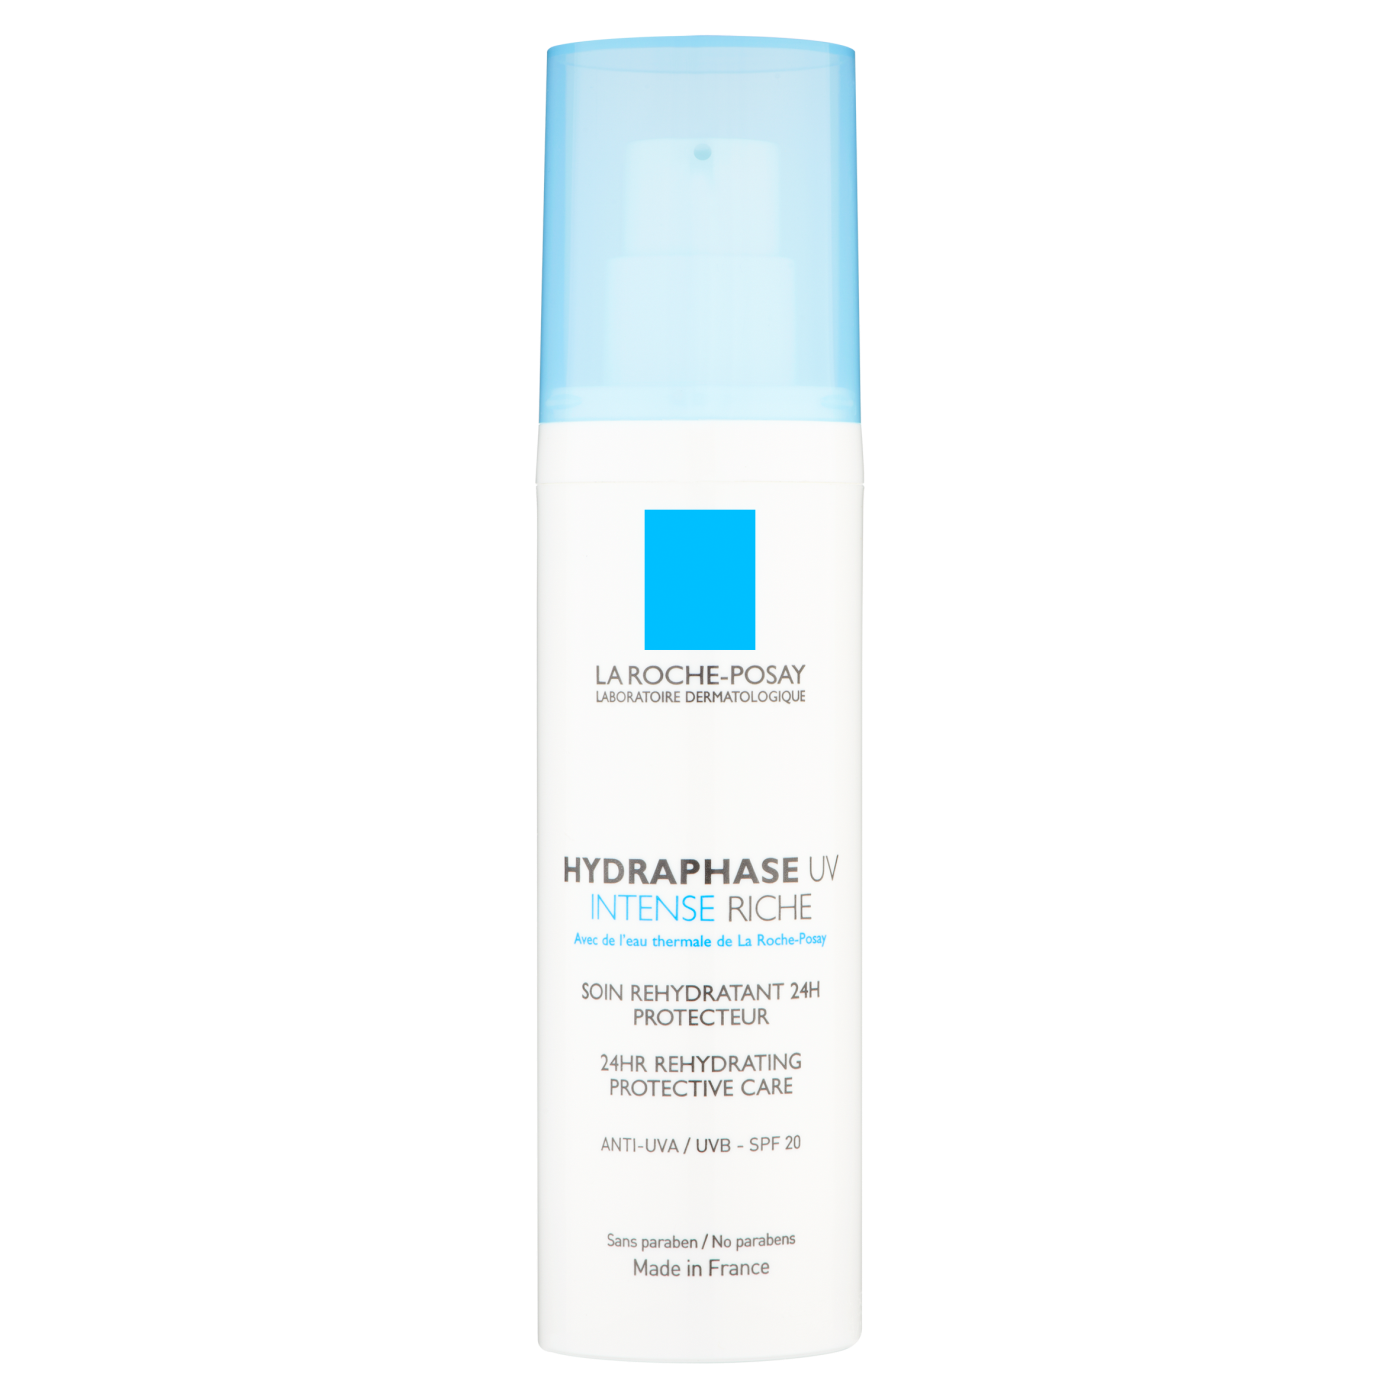 LA ROCHE-POSAY
LABORATOIRE DERMATOLOGIQUE
HYDRAPHASE UV
INTENSE RICHE
Avec de l'eau thermale de La Roche-Posay
SOIN REHYDRATANT 24H
PROTECTEUR
24HR REHYDRATING
PROTECTIVE CARE
ANTI-UVA / UVB - SPF 20
Sans paraben / No parabens
Made in France